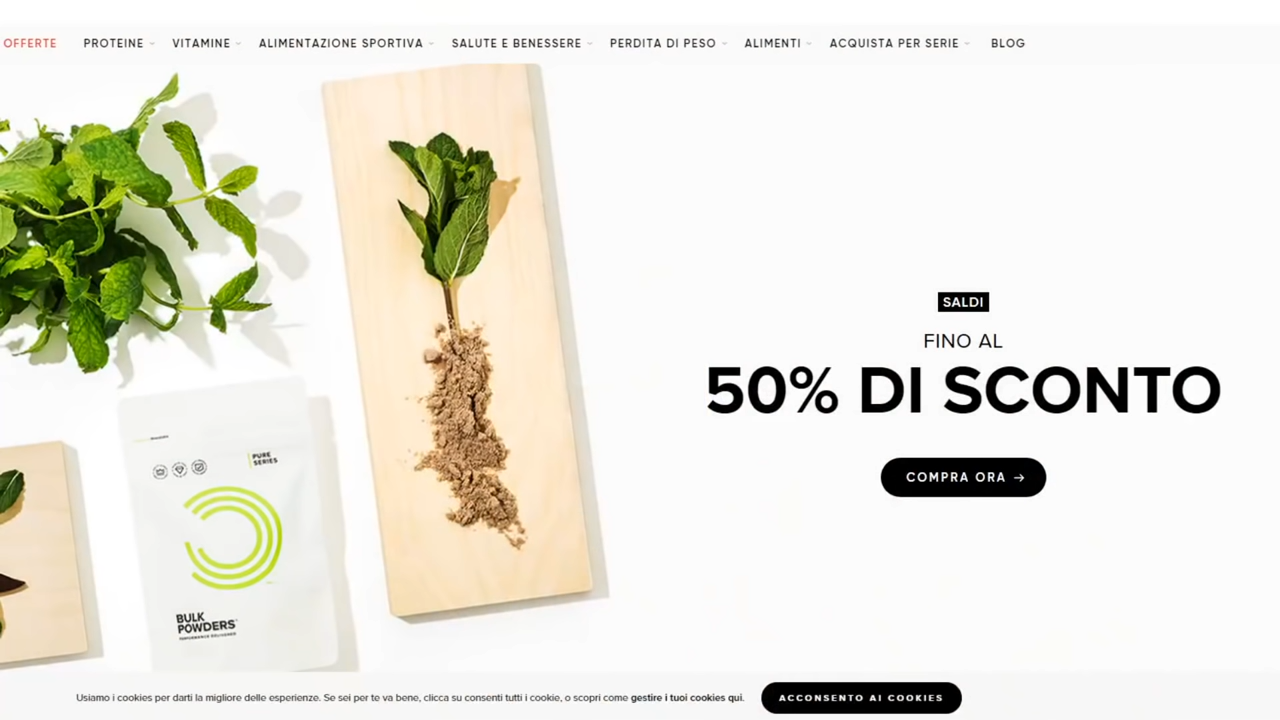 OFFERTE PROTEINE VITAMINE ALIMENTAZIONE SPORTIVA SALUTE E BENESSERE PERDITA DI PESO ALIMENTI ACQUISTA PER SERIE BLOG
SALDI
FINO AL
50% DI SCONTO
COMPRA ORA →
PURE
SERIES
BULK
POWDERS
PERFORMANCE DELIVERED
Usiamo i cookies per darti la migliore delle esperienze. Se sei per te va bene, clicca su consenti tutti i cookie, o scopri come gestire i tuoi cookies qui. ACCONSENTO AI COOKIES